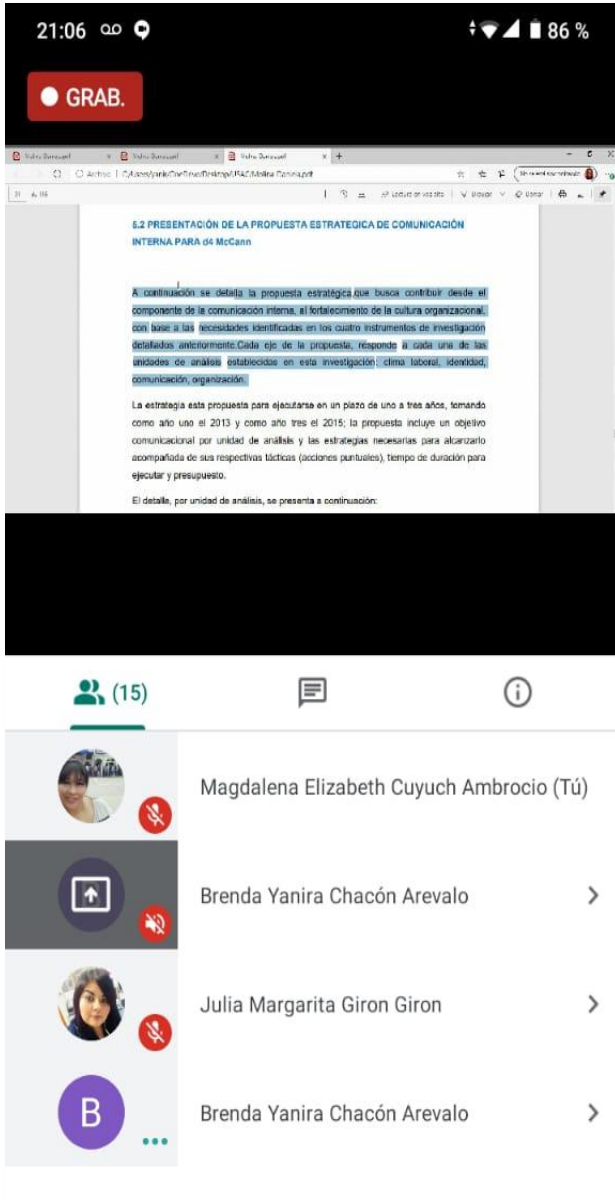 21:06
86 %
GRAB.
5.2 PRESENTACIÓN DE LA PROPUESTA ESTRATEGICA DE COMUNICACIÓN
INTERNA PARA d4 McCann
A continuación se detalla la propuesta estratégica que busca contribuir desde el
componente de la comunicación interna, al fortalecimiento de la cultura organizacional,
con base a las necesidades identificadas en los cuatro instrumentos de investigación
detallados anteriormente.Cada eje de la propuesta, responde a cada una de las
unidades de análisis establecidas en esta investigación: clima laboral, identidad,
comunicación, organización.
La estrategia esta propuesta para ejecutarse en un plazo de uno a tres años, tomando
como año uno el 2013 y como año tres el 2015; la propuesta incluye un objetivo
comunicacional por unidad de análisis y las estrategias necesarias para alcanzarlo
acompañada de sus respectivas tácticas (acciones puntuales), tiempo de duración para
ejecutar y presupuesto.
El detalle, por unidad de análisis, se presenta a continuación:
(15)
Magdalena Elizabeth Cuyuch Ambrocio (Tú)
Brenda Yanira Chacón Arevalo
Julia Margarita Giron Giron
B
Brenda Yanira Chacón Arevalo